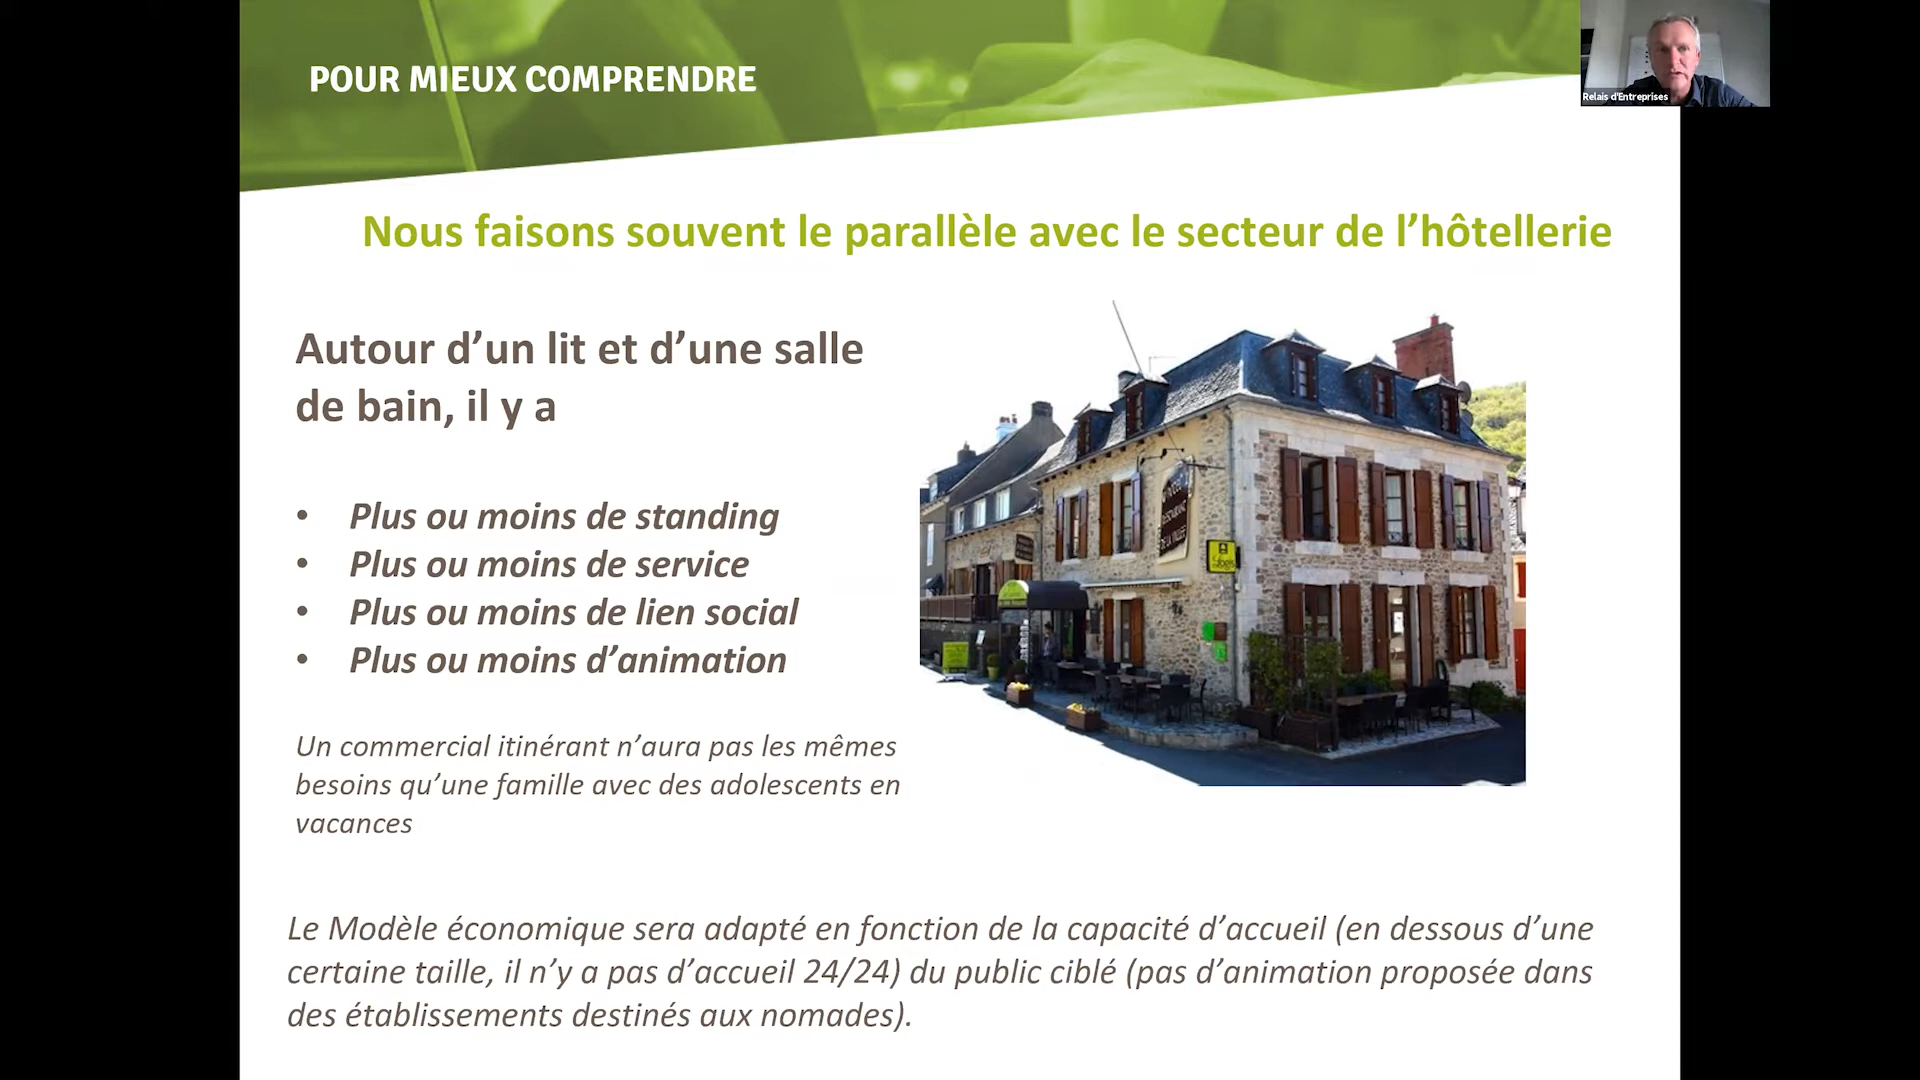 POUR MIEUX COMPRENDRE
Relais d'Entreprises
Nous faisons souvent le parallèle avec le secteur de l’hôtellerie
Autour d’un lit et d’une salle
de bain, il y a
• Plus ou moins de standing
• Plus ou moins de service
• Plus ou moins de lien social
• Plus ou moins d’animation
Un commercial itinérant n’aura pas les mêmes
besoins qu’une famille avec des adolescents en
vacances
Le Modèle économique sera adapté en fonction de la capacité d’accueil (en dessous d’une
certaine taille, il n’y a pas d’accueil 24/24) du public ciblé (pas d’animation proposée dans
des établissements destinés aux nomades).